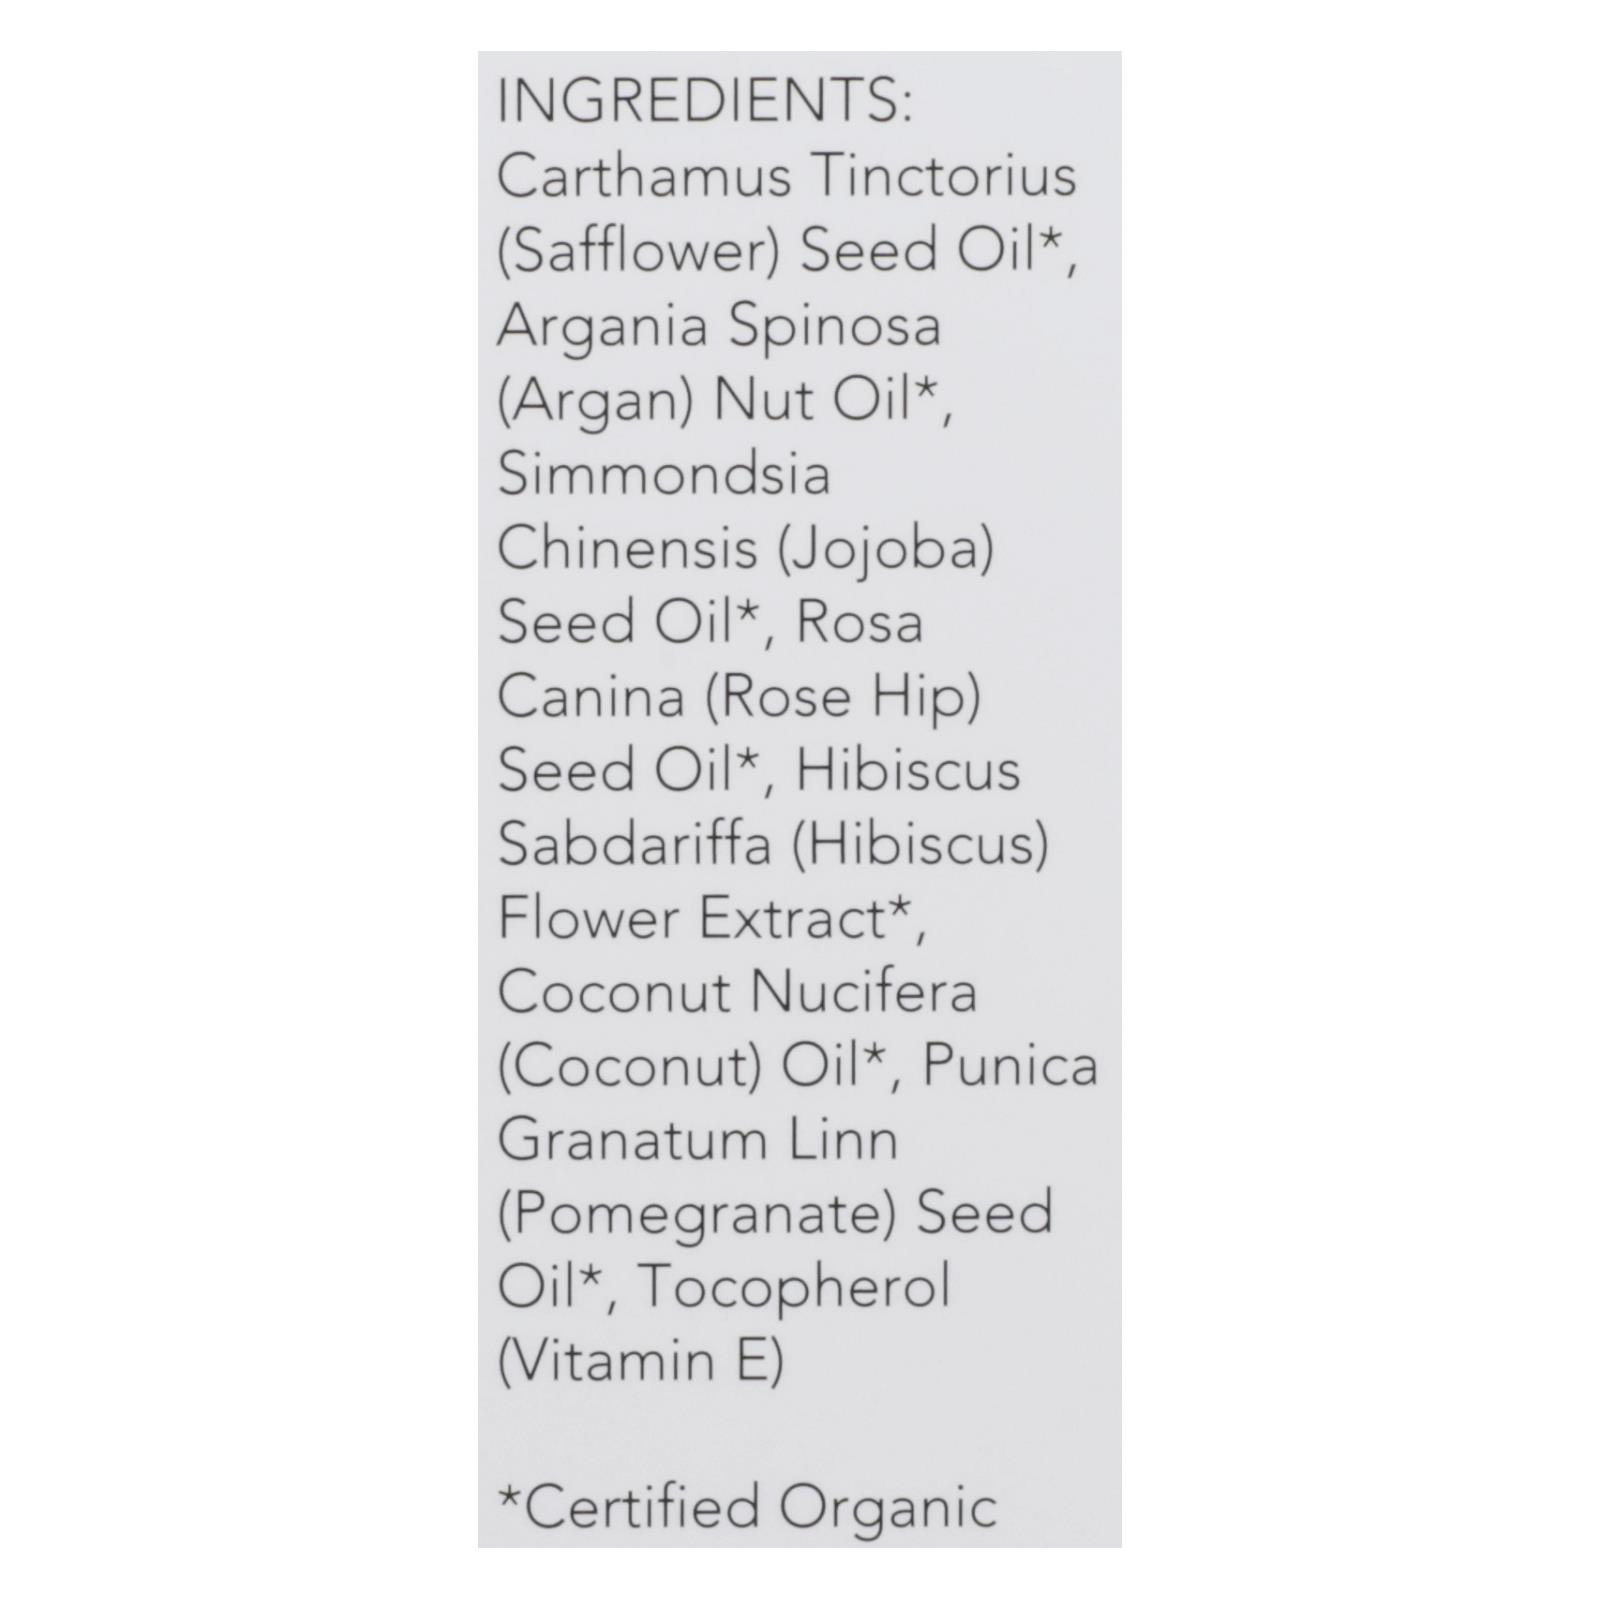 INGREDIENTS:
Carthamus Tinctorius
(Safflower) Seed Oil*,
Argania Spinosa
(Argan) Nut Oil*,
Simmondsia
Chinensis (Jojoba)
Seed Oil*, Rosa
Canina (Rose Hip)
Seed Oil*, Hibiscus
Sabdariffa (Hibiscus)
Flower Extract*,
Coconut Nucifera
(Coconut) Oil*, Punica
Granatum Linn
(Pomegranate) Seed
Oil*, Tocopherol
(Vitamin E)
*Certified Organic